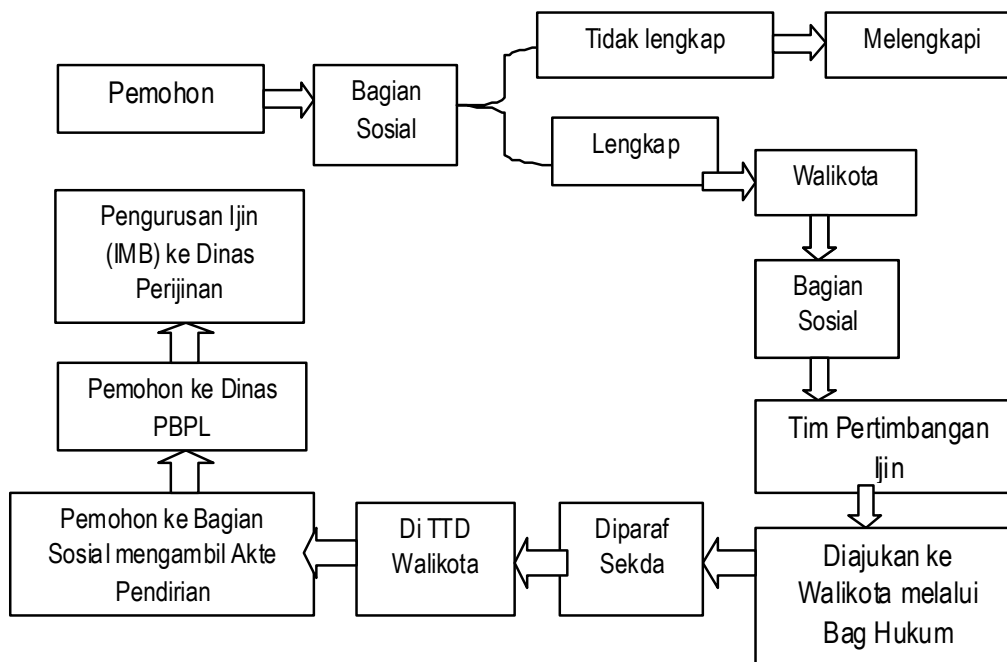 Pemohon
Bagian
Sosial
Tidak lengkap
Melengkapi
Lengkap
Walikota
Bagian
Sosial
Tim Pertimbangan
Ijin
Diajukan ke
Walikota melalui
Bag Hukum
Diparaf
Sekda
Di TTD
Walikota
Pemohon ke Bagian
Sosial mengambil Akte
Pendirian
Pemohon ke Dinas
PBPL
Pengurusan Ijin
(IMB) ke Dinas
Perijinan